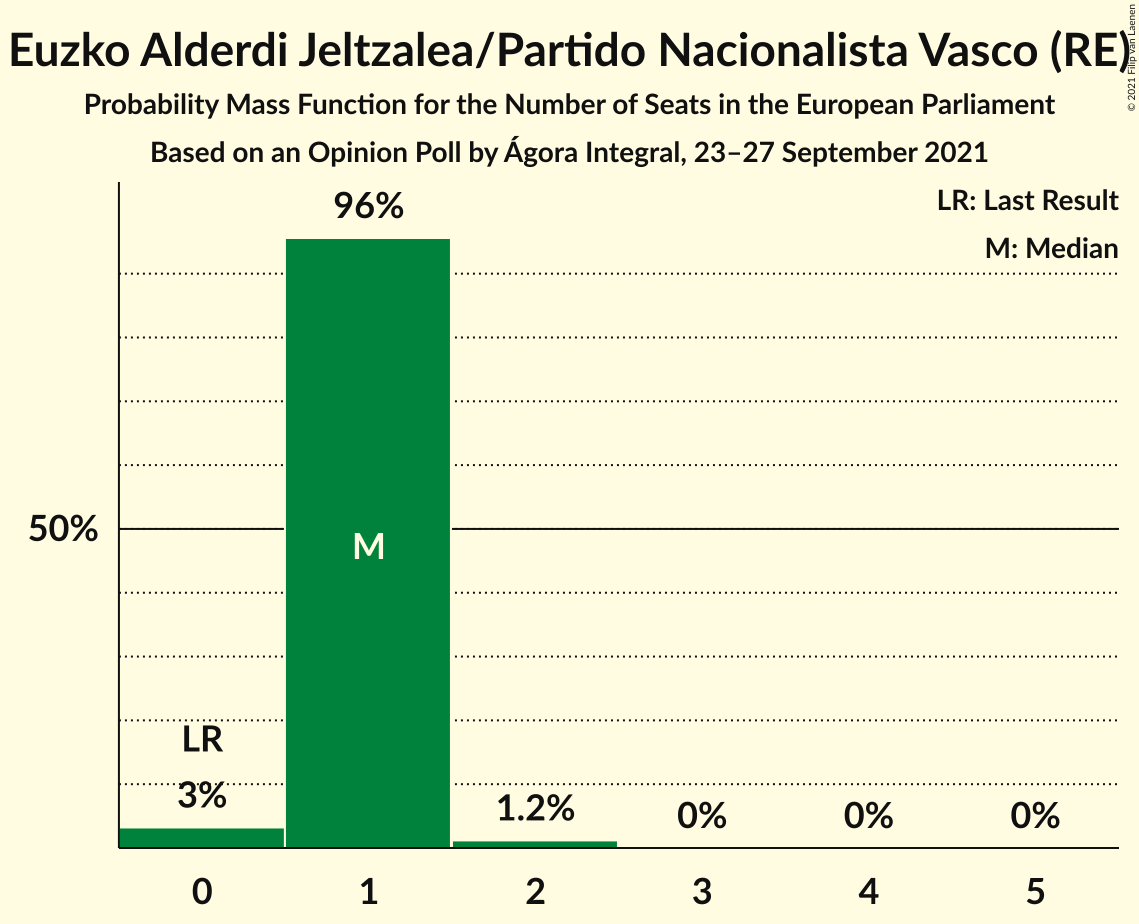 Euzko Alderdi Jeltzalea/Partido Nacionalista Vasco (RE)
© 2021 Filip van Laenen
Probability Mass Function for the Number of Seats in the European Parliament
Based on an Opinion Poll by Ágora Integral, 23–27 September 2021
LR: Last Result
M: Median
96%
50%
M
LR
3%
1.2%
0%
0%
0%
0
1
2
3
4
5